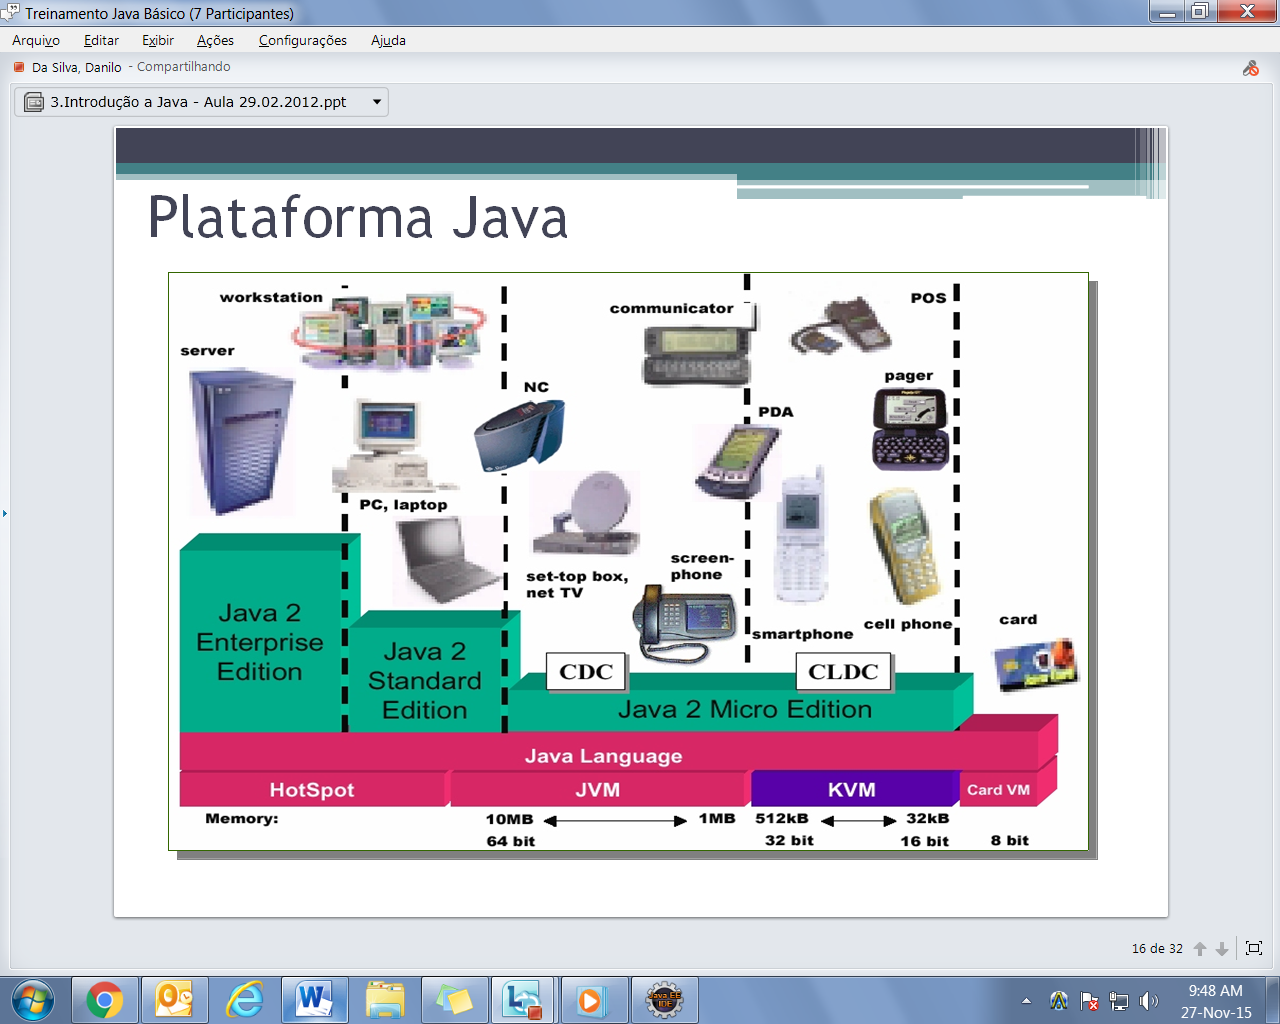 Treinamento Java Básico (7 Participantes)
Arquivo Editar Exibir Ações Configurações Ajuda
Da Silva, Danilo - Compartilhando
3.Introdução a Java - Aula 29.02.2012.ppt
Plataforma Java
workstation
communicator
POS
server
NC
pager
PDA
PC, laptop
screen-
phone
set-top box,
net TV
smartphone
cell phone
card
Java 2
Enterprise
Edition
Java 2
Standard
Edition
CDC
CLDC
Java 2 Micro Edition
Java Language
HotSpot
JVM
KVM
Card VM
Memory:
10MB
1MB
512kB
32kB
64 bit
32 bit
16 bit
8 bit
16 de 32
Java EE
IDE
9:48 AM
27-Nov-15